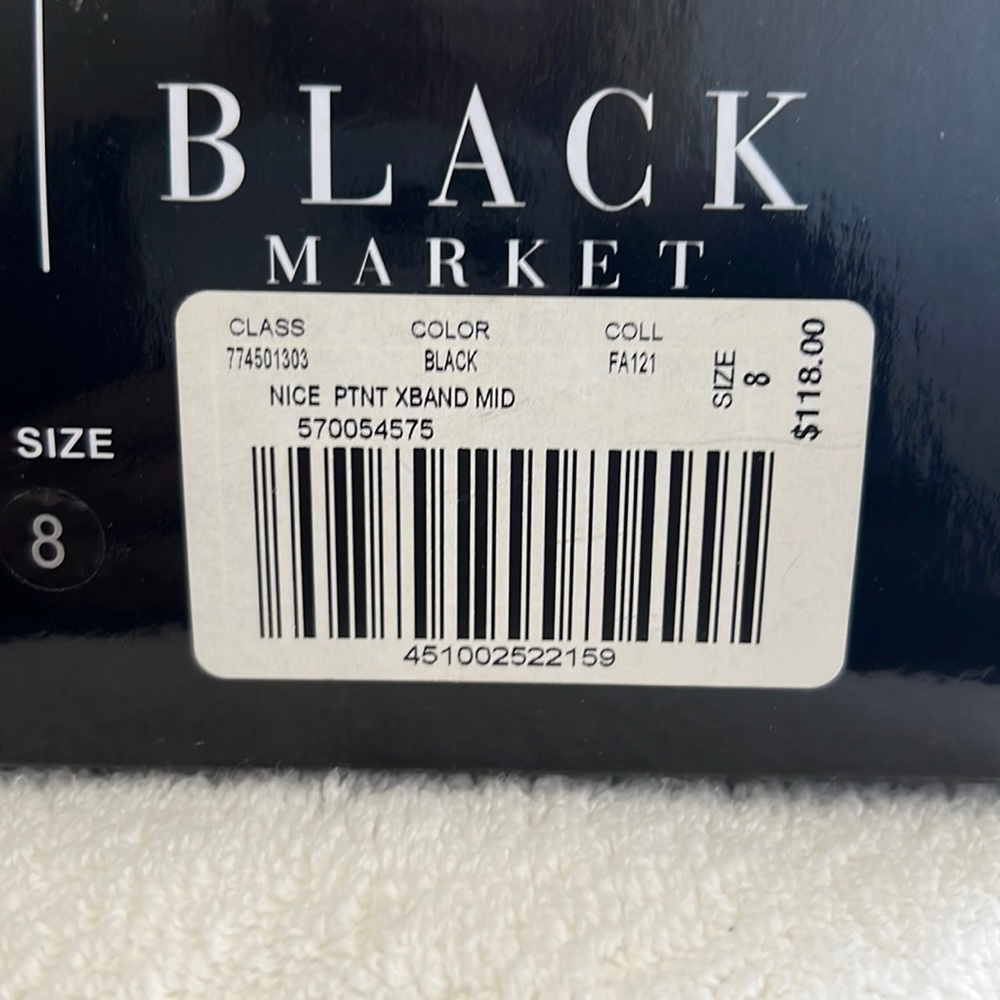 BLACK
MARKET
CLASS COLOR COLL
774501303 BLACK FA121
NICE PTNT XBAND MID
570054575
SIZE
8
$118.00
451002522159
SIZE
8